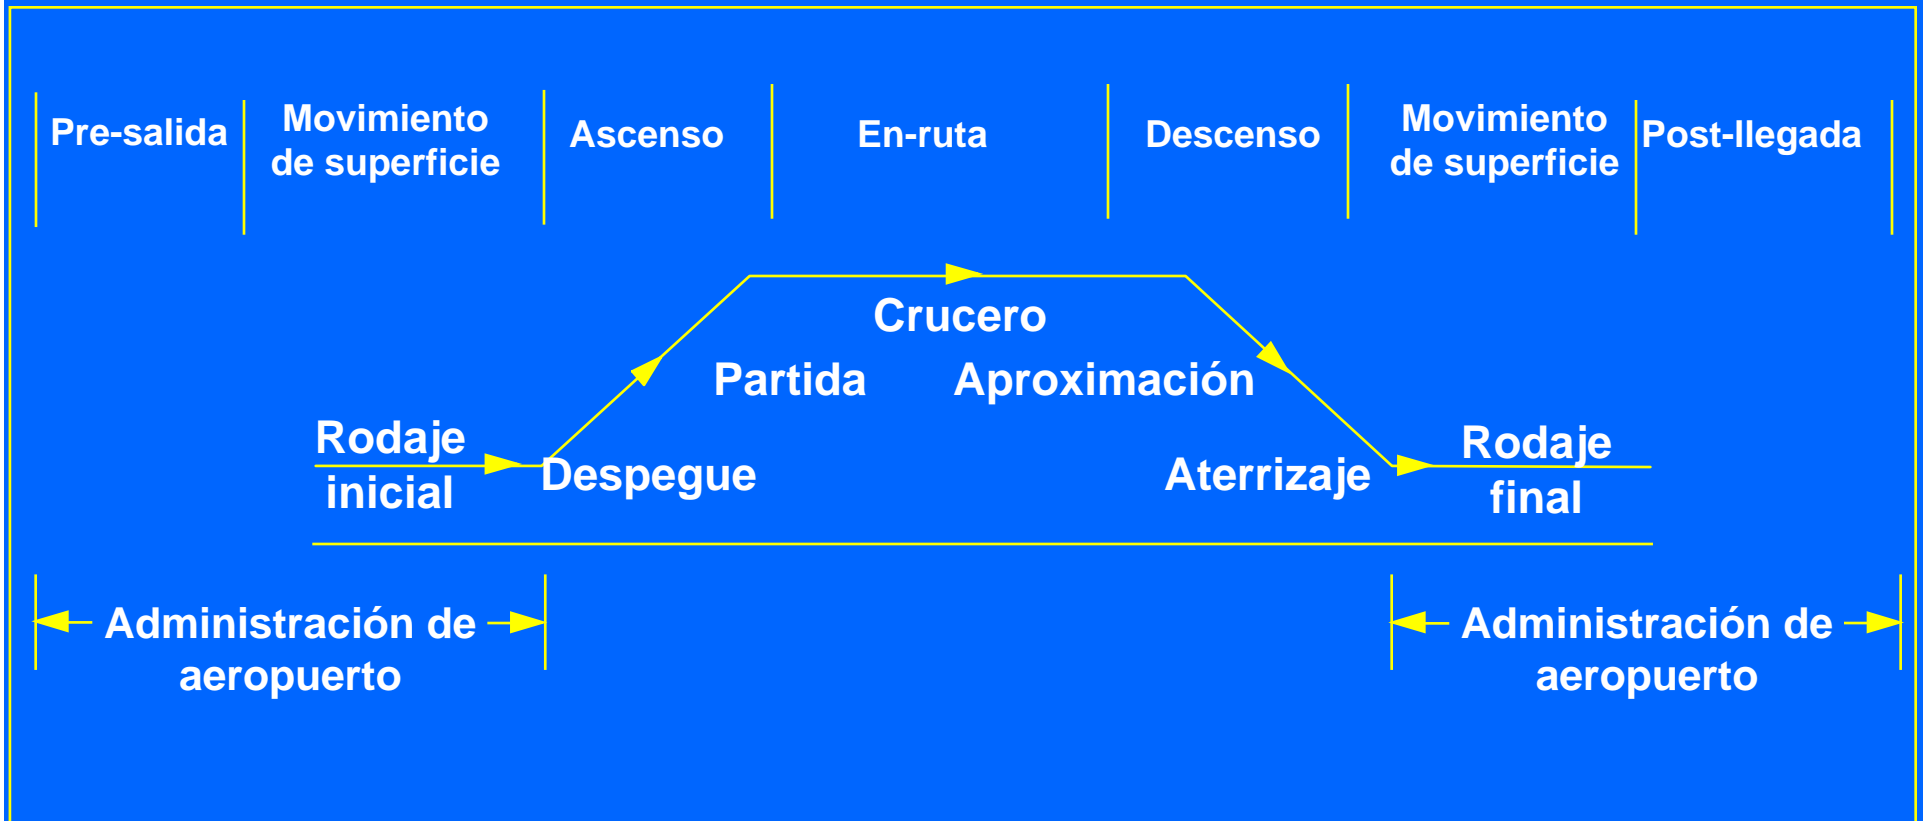 Pre-salida
Movimiento
de superficie
Ascenso
En-ruta
Descenso
Movimiento
de superficie
Post-llegada
Crucero
Partida
Aproximación
Rodaje
inicial
Despegue
Aterrizaje
Rodaje
final
Administración de
aeropuerto
Administración de
aeropuerto